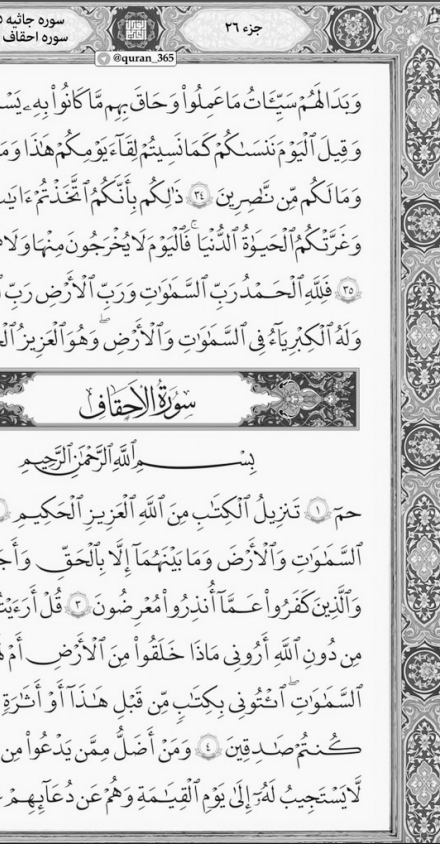 سوره جاثیه
سوره احقاف
جزء ۲۶
@quran_365
وَبَدَا لَهُمْ سَيِّـَٔاتُ مَا عَمِلُوا۟ وَحَاقَ بِهِم مَّا كَانُوا۟ بِهِۦ
وَقِيلَ ٱلْيَوْمَ نَنسَىٰكُمْ كَمَا نَسِيتُمْ لِقَآءَ يَوْمِكُمْ هَـٰذَا
وَمَا لَكُم مِّن نَّـٰصِرِينَ ٣٤ ذَٰلِكُم بِأَنَّكُمُ ٱتَّخَذْتُمْ
وَغَرَّتْكُمُ ٱلْحَيَوٰةُ ٱلدُّنْيَا ۚ فَٱلْيَوْمَ لَا يُخْرَجُونَ مِنْهَا وَلَا
٣٥ فَلِلَّهِ ٱلْحَمْدُ رَبِّ ٱلسَّمَـٰوَٰتِ وَرَبِّ ٱلْأَرْضِ رَبِّ
وَلَهُ ٱلْكِبْرِيَآءُ فِى ٱلسَّمَـٰوَٰتِ وَٱلْأَرْضِ ۖ وَهُوَ ٱلْعَزِيزُ
سُورَةُ الأَحْقَافِ
بِسْمِ ٱللَّهِ ٱلرَّحْمَـٰنِ ٱلرَّحِيمِ
حمٓ ١ تَنزِيلُ ٱلْكِتَـٰبِ مِنَ ٱللَّهِ ٱلْعَزِيزِ ٱلْحَكِيمِ
ٱلسَّمَـٰوَٰتِ وَٱلْأَرْضَ وَمَا بَيْنَهُمَآ إِلَّا بِٱلْحَقِّ
وَٱلَّذِينَ كَفَرُوا۟ عَمَّآ أُنذِرُوا۟ مُعْرِضُونَ ٣ قُلْ
مِن دُونِ ٱللَّهِ أَرُونِى مَاذَا خَلَقُوا۟ مِنَ ٱلْأَرْضِ أَمْ
ٱلسَّمَـٰوَٰتِ ۖ ٱئْتُونِى بِكِتَـٰبٍ مِّن قَبْلِ هَـٰذَآ أَوْ أَثَـٰرَةٍ
كُنتُمْ صَـٰدِقِينَ ٤ وَمَنْ أَضَلُّ مِمَّن يَدْعُوا۟ مِن
لَّا يَسْتَجِيبُ لَهُۥٓ إِلَىٰ يَوْمِ ٱلْقِيَـٰمَةِ وَهُمْ عَن دُعَآئِهِمْ